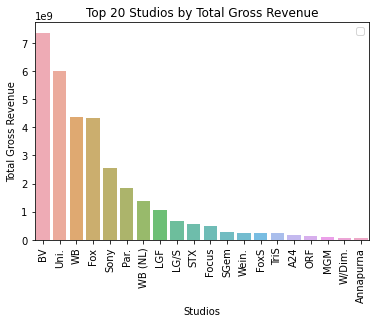 Top 20 Studios by Total Gross Revenue
1e9
7
6
5
4
3
2
1
0
Total Gross Revenue
BV
Uni.
WB
Fox
Sony
Par.
WB (NL)
LGF
LG/S
STX
Focus
SGem
Wein.
FoxS
TriS
A24
ORF
MGM
W/Dim.
Annapurna
Studios